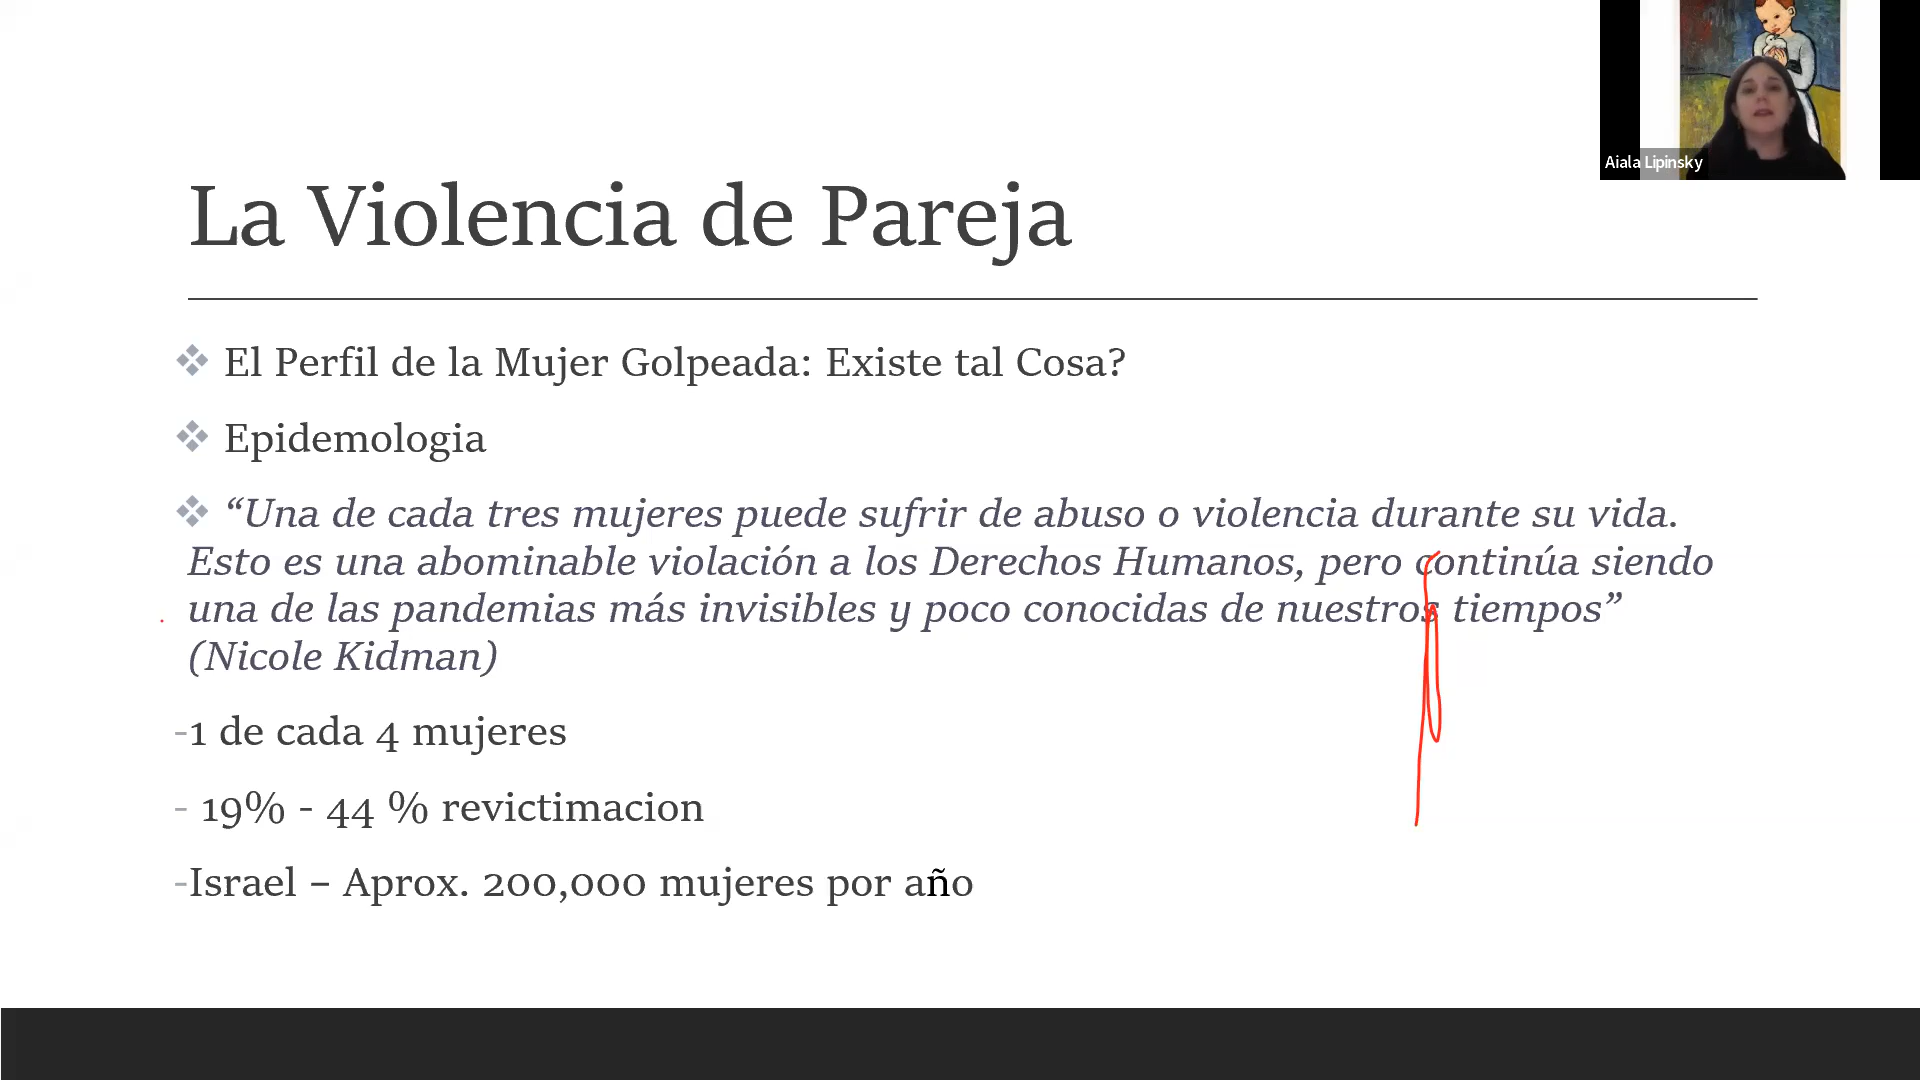 Aiala Lipinsky
La Violencia de Pareja
El Perfil de la Mujer Golpeada: Existe tal Cosa?
Epidemologia
“Una de cada tres mujeres puede sufrir de abuso o violencia durante su vida.
Esto es una abominable violación a los Derechos Humanos, pero continúa siendo
una de las pandemias más invisibles y poco conocidas de nuestros tiempos”
(Nicole Kidman)
-1 de cada 4 mujeres
- 19% - 44 % revictimacion
-Israel – Aprox. 200,000 mujeres por año